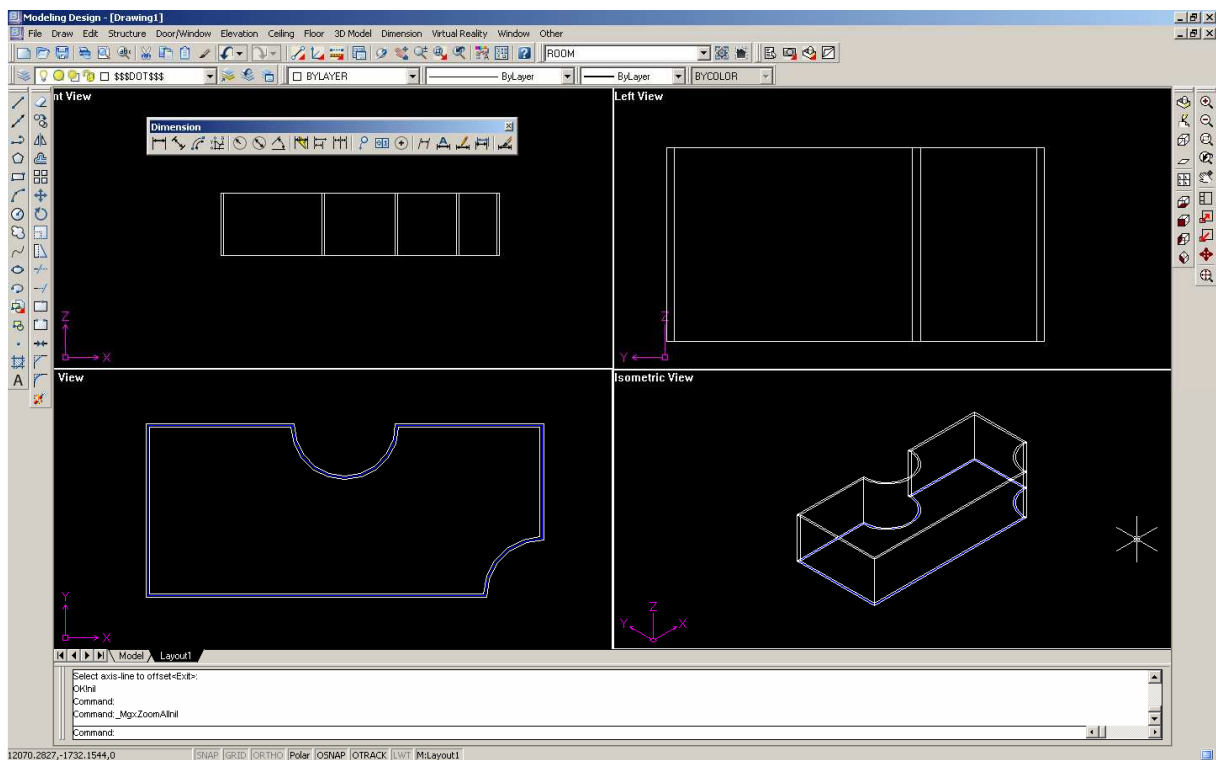 Modeling Design - [Drawing1]
File Draw Edit Structure Door/Window Elevation Ceiling Floor 3D Model Dimension Virtual Reality Window Other
ROOM
$$$DOT$$$ BYLAYER ByLayer ByLayer BYCOLOR
nt View
Left View
Dimension
Z
X
Z
Y
View
Isometric View
Y
X
Z
Y
X
A
Model Layout1
Select axis-line to offset<Exit>:
OK!nil
Command:
Command: _MgxZoomAllnil
Command:
12070.2827,-1732.1544,0 SNAP GRID ORTHO Polar OSNAP OTRACK LWT M:Layout1